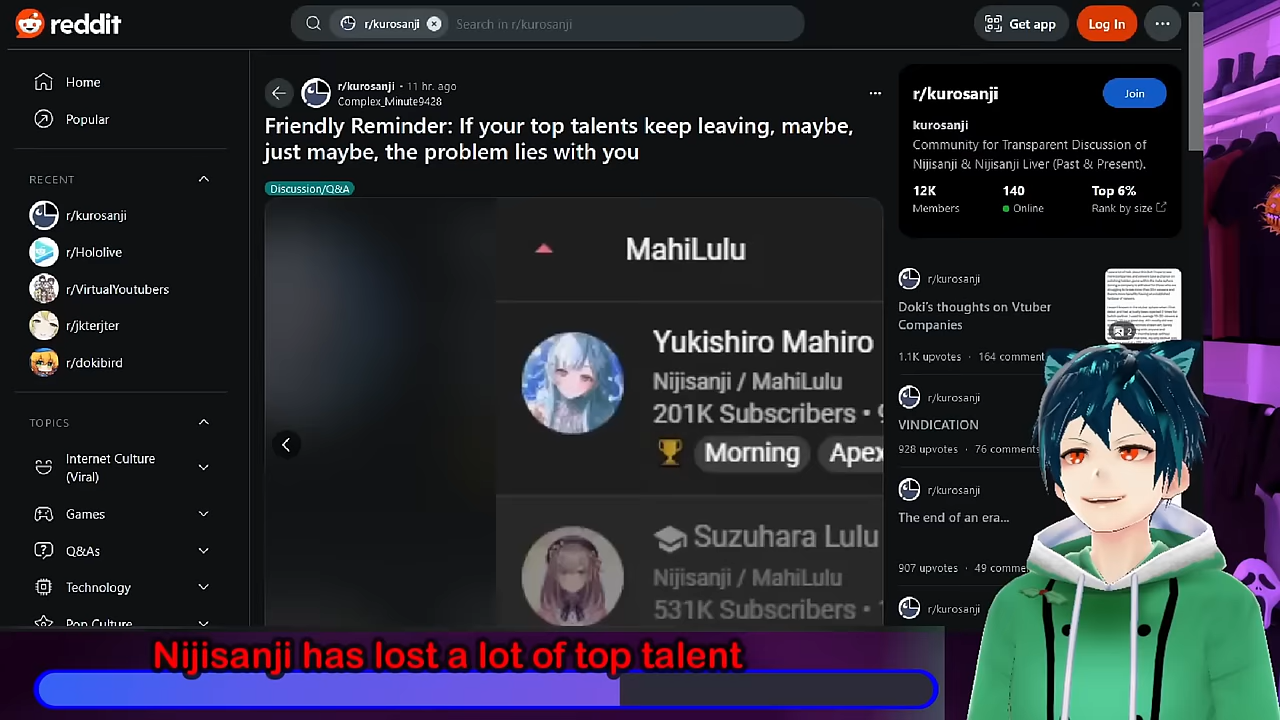 reddit
r/kurosanji
Search in r/kurosanji
Get app
Log In
Home
Popular
RECENT
r/kurosanji
r/Hololive
r/VirtualYoutubers
r/jkterjter
r/dokibird
TOPICS
Internet Culture
(Viral)
Games
Q&As
Technology
Pop Culture
r/kurosanji • 11 hr. ago
Complex_Minute9428
Friendly Reminder: If your top talents keep leaving, maybe,
just maybe, the problem lies with you
Discussion/Q&A
MahiLulu
Yukishiro Mahiro
Nijisanji / MahiLulu
201K Subscribers •
Morning
Apex
Suzuhara Lulu
Nijisanji / MahiLulu
531K Subscribers •
r/kurosanji
Join
kurosanji
Community for Transparent Discussion of
Nijisanji & Nijisanji Liver (Past & Present).
12K
Members
140
Online
Top 6%
Rank by size
r/kurosanji
Doki's thoughts on Vtuber
Companies
1.1K upvotes • 164 comment
r/kurosanji
VINDICATION
928 upvotes • 76 comments
r/kurosanji
The end of an era...
907 upvotes • 49 comme
r/kurosanji
Nijisanji has lost a lot of top talent